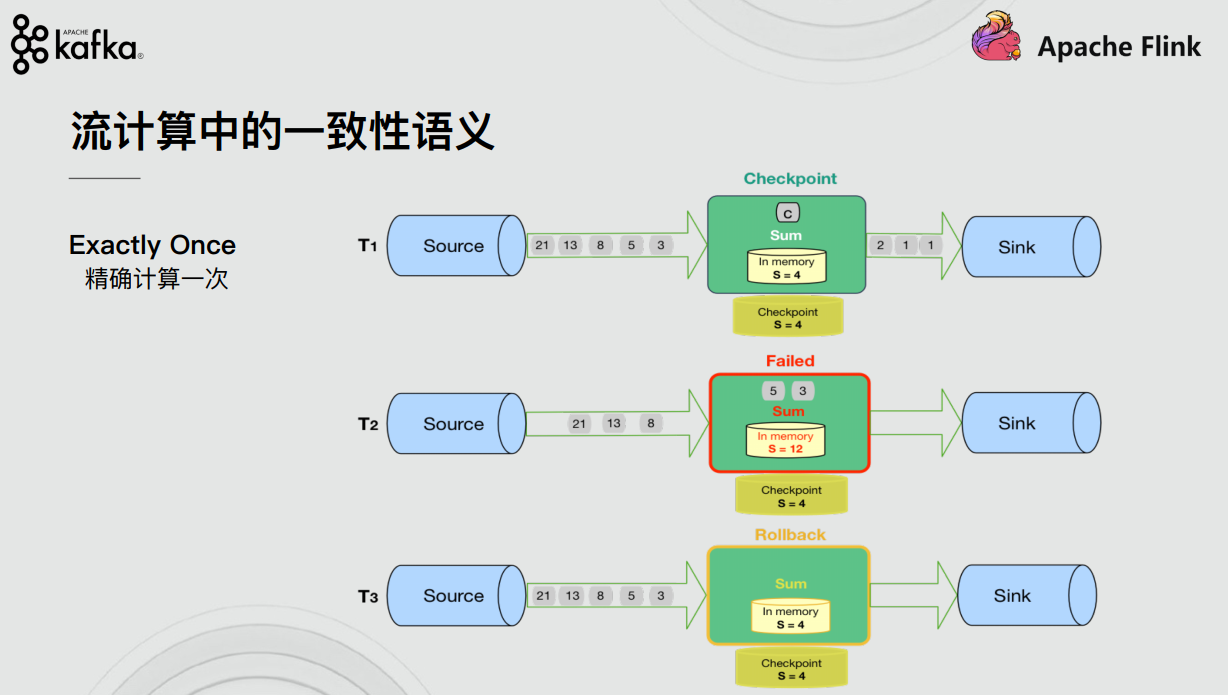 APACHE
kafka®
Apache Flink
流计算中的一致性语义
Exactly Once
精确计算一次
Checkpoint
T1
Source
21 13 8 5 3
C
Sum
In memory
S = 4
2 1 1
Sink
Checkpoint
S = 4
Failed
T2
Source
21 13 8
5 3
Sum
In memory
S = 12
Sink
Checkpoint
S = 4
Rollback
T3
Source
21 13 8 5 3
Sum
In memory
S = 4
Sink
Checkpoint
S = 4